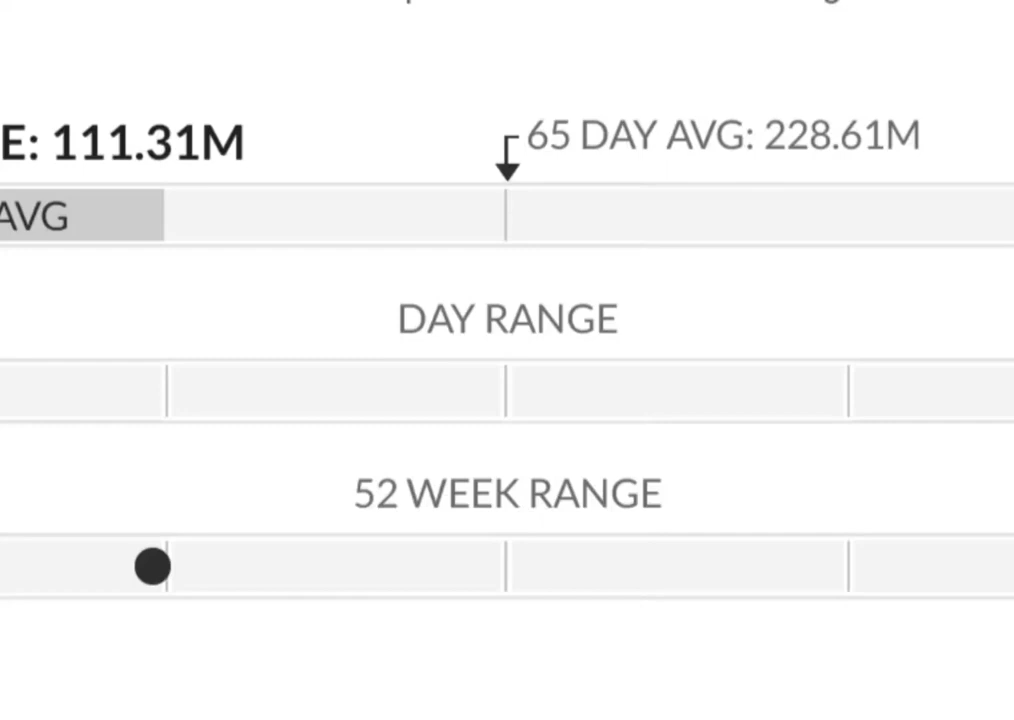 E: 111.31M
65 DAY AVG: 228.61M
AVG
DAY RANGE
52 WEEK RANGE